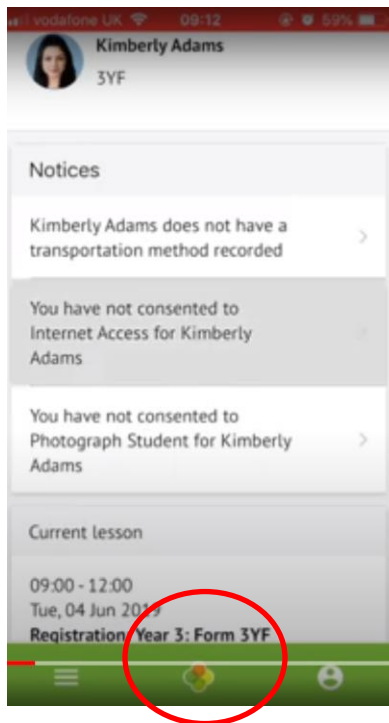 vodafone UK 09:12 59%
Kimberly Adams
3YF
Notices
Kimberly Adams does not have a
transportation method recorded
You have not consented to
Internet Access for Kimberly
Adams
You have not consented to
Photograph Student for Kimberly
Adams
Current lesson
09:00 - 12:00
Tue, 04 Jun 2019
Registration: Year 3: Form 3YF